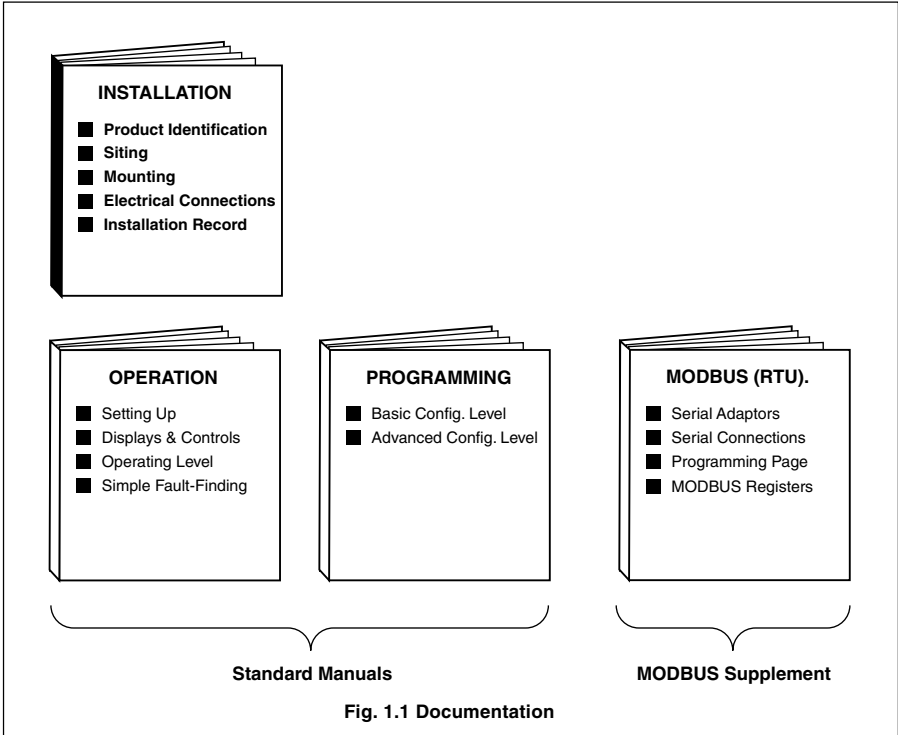 INSTALLATION
Product Identification
Siting
Mounting
Electrical Connections
Installation Record
OPERATION
Setting Up
Displays & Controls
Operating Level
Simple Fault-Finding
PROGRAMMING
Basic Config. Level
Advanced Config. Level
MODBUS (RTU).
Serial Adaptors
Serial Connections
Programming Page
MODBUS Registers
Standard Manuals
MODBUS Supplement
Fig. 1.1 Documentation